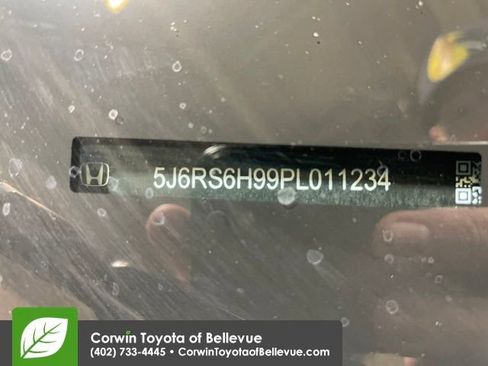 5J6RS6H99PL011234
Corwin Toyota of Bellevue
(402) 733-4445 • CorwinToyotaofBellevue.com